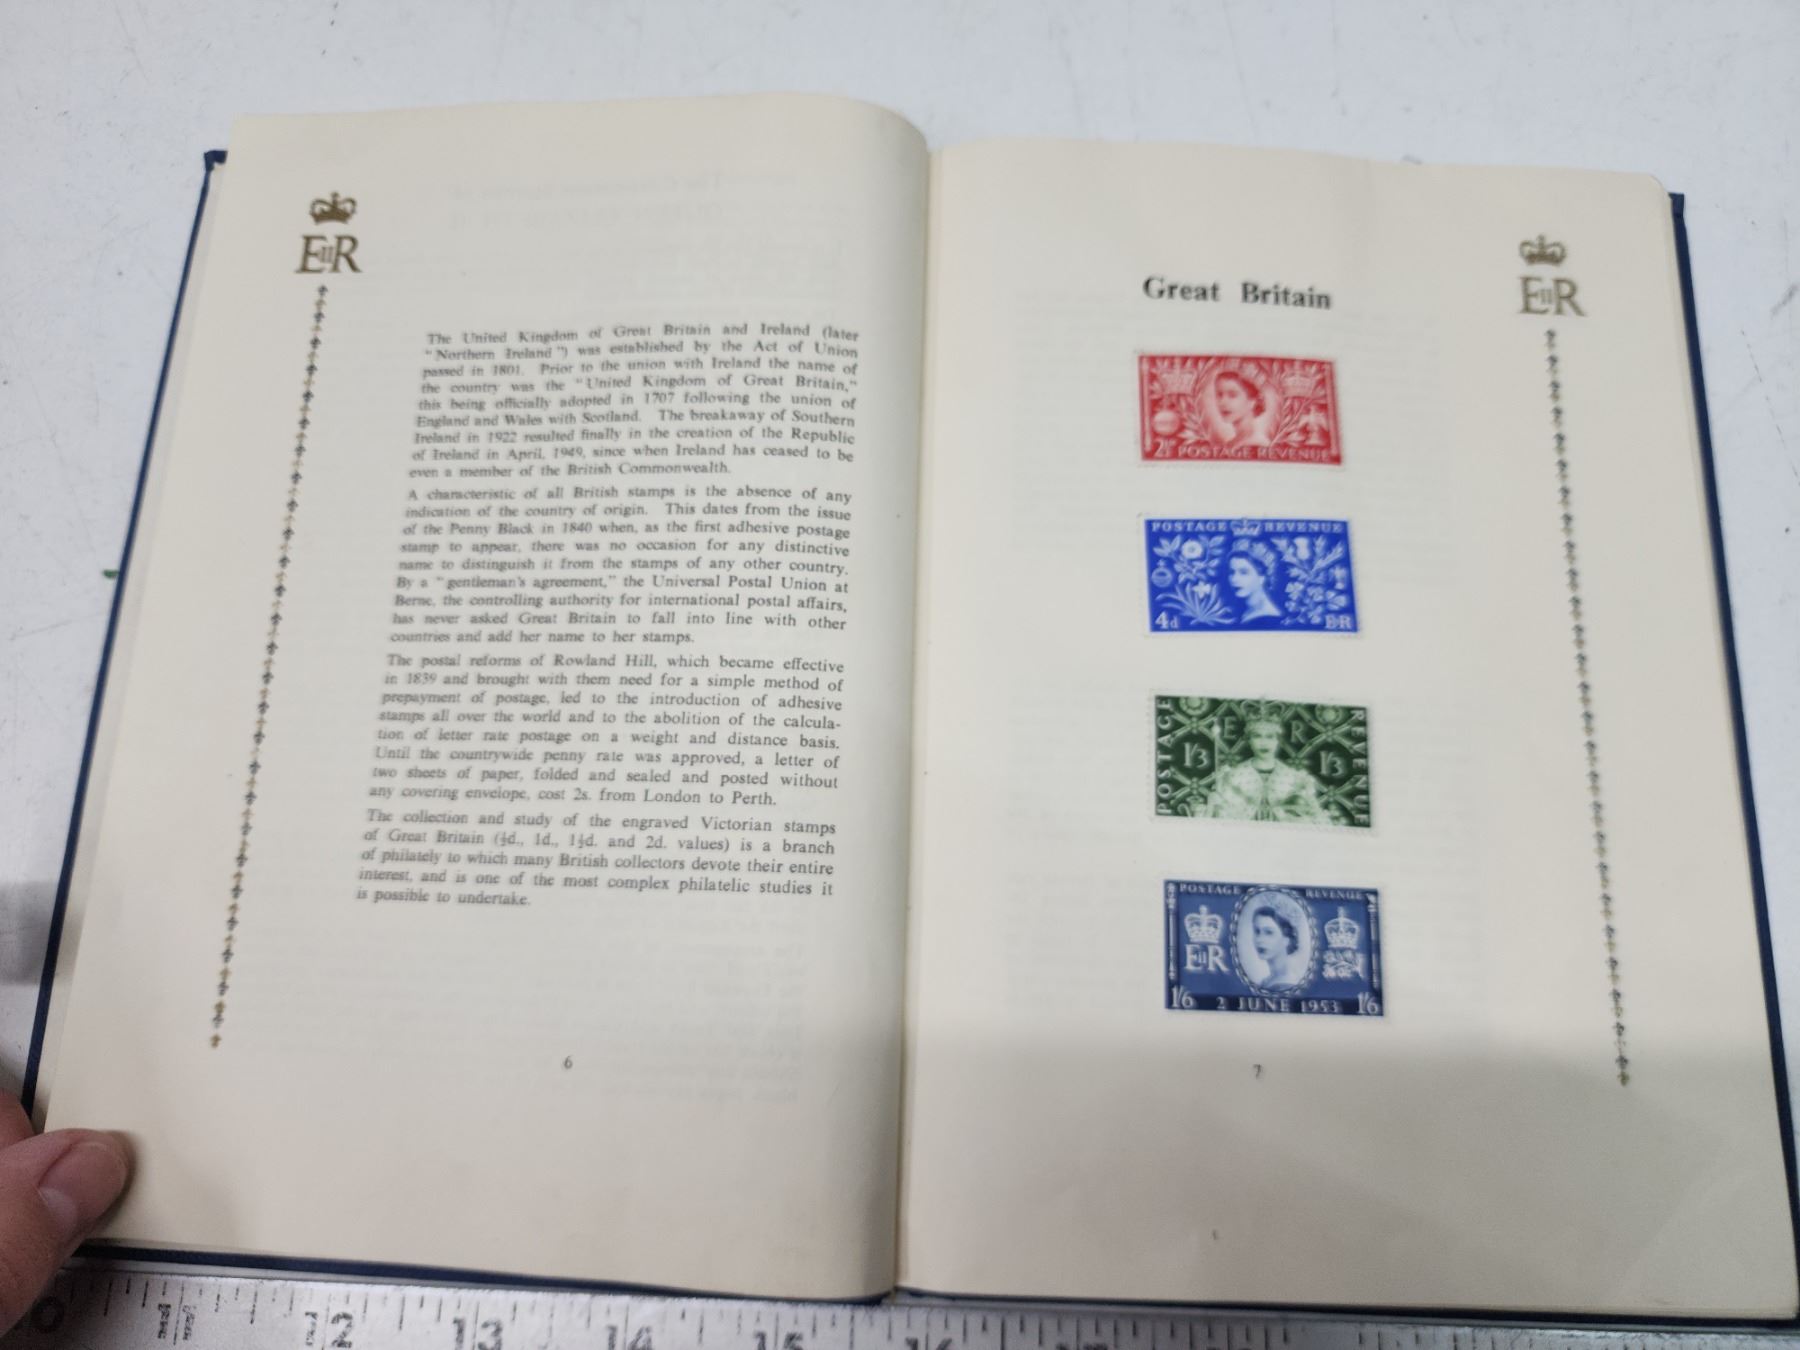 EIIR
The United Kingdom of Great Britain and Ireland (later
"Northern Ireland") was established by the Act of Union
passed in 1801. Prior to the union with Ireland the name of
the country was the "United Kingdom of Great Britain,"
this being officially adopted in 1707 following the union of
England and Wales with Scotland. The breakaway of Southern
Ireland in 1922 resulted finally in the creation of the Republic
of Ireland in April, 1949, since when Ireland has ceased to be
even a member of the British Commonwealth.
A characteristic of all British stamps is the absence of any
indication of the country of origin. This dates from the issue
of the Penny Black in 1840 when, as the first adhesive postage
stamp to appear, there was no occasion for any distinctive
name to distinguish it from the stamps of any other country.
By a "gentleman's agreement," the Universal Postal Union at
Berne, the controlling authority for international postal affairs,
has never asked Great Britain to fall into line with other
countries and add her name to her stamps.
The postal reforms of Rowland Hill, which became effective
in 1839 and brought with them need for a simple method of
prepayment of postage, led to the introduction of adhesive
stamps all over the world and to the abolition of the calcula-
tion of letter rate postage on a weight and distance basis.
Until the countrywide penny rate was approved, a letter of
two sheets of paper, folded and sealed and posted without
any covering envelope, cost 2s. from London to Perth.
The collection and study of the engraved Victorian stamps
of Great Britain (½d., 1d., 1½d. and 2d. values) is a branch
of philately to which many British collectors devote their entire
interest, and is one of the most complex philatelic studies it
is possible to undertake.
6
EIIR
Great Britain
2½ᴰ POSTAGE REVENUE
POSTAGE REVENUE
4d EIIR
POSTAGE E R REVENUE
1/3 1/3
POSTAGE REVENUE
EIIR
1/6 2 JUNE 1953 1/6
7
11 12 13 14 15 16